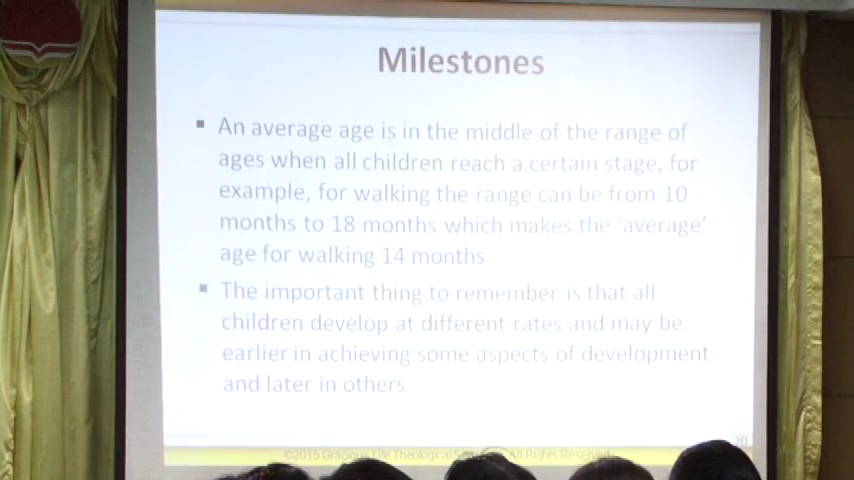 Milestones
▪ An average age is in the middle of the range of
ages when all children reach a certain stage, for
example, for walking the range can be from 10
months to 18 months which makes the 'average'
age for walking 14 months
▪ The important thing to remember is that all
children develop at different rates and may be
earlier in achieving some aspects of development
and later in others
20
©2015 Gracious Life Theological All Rights Reserved